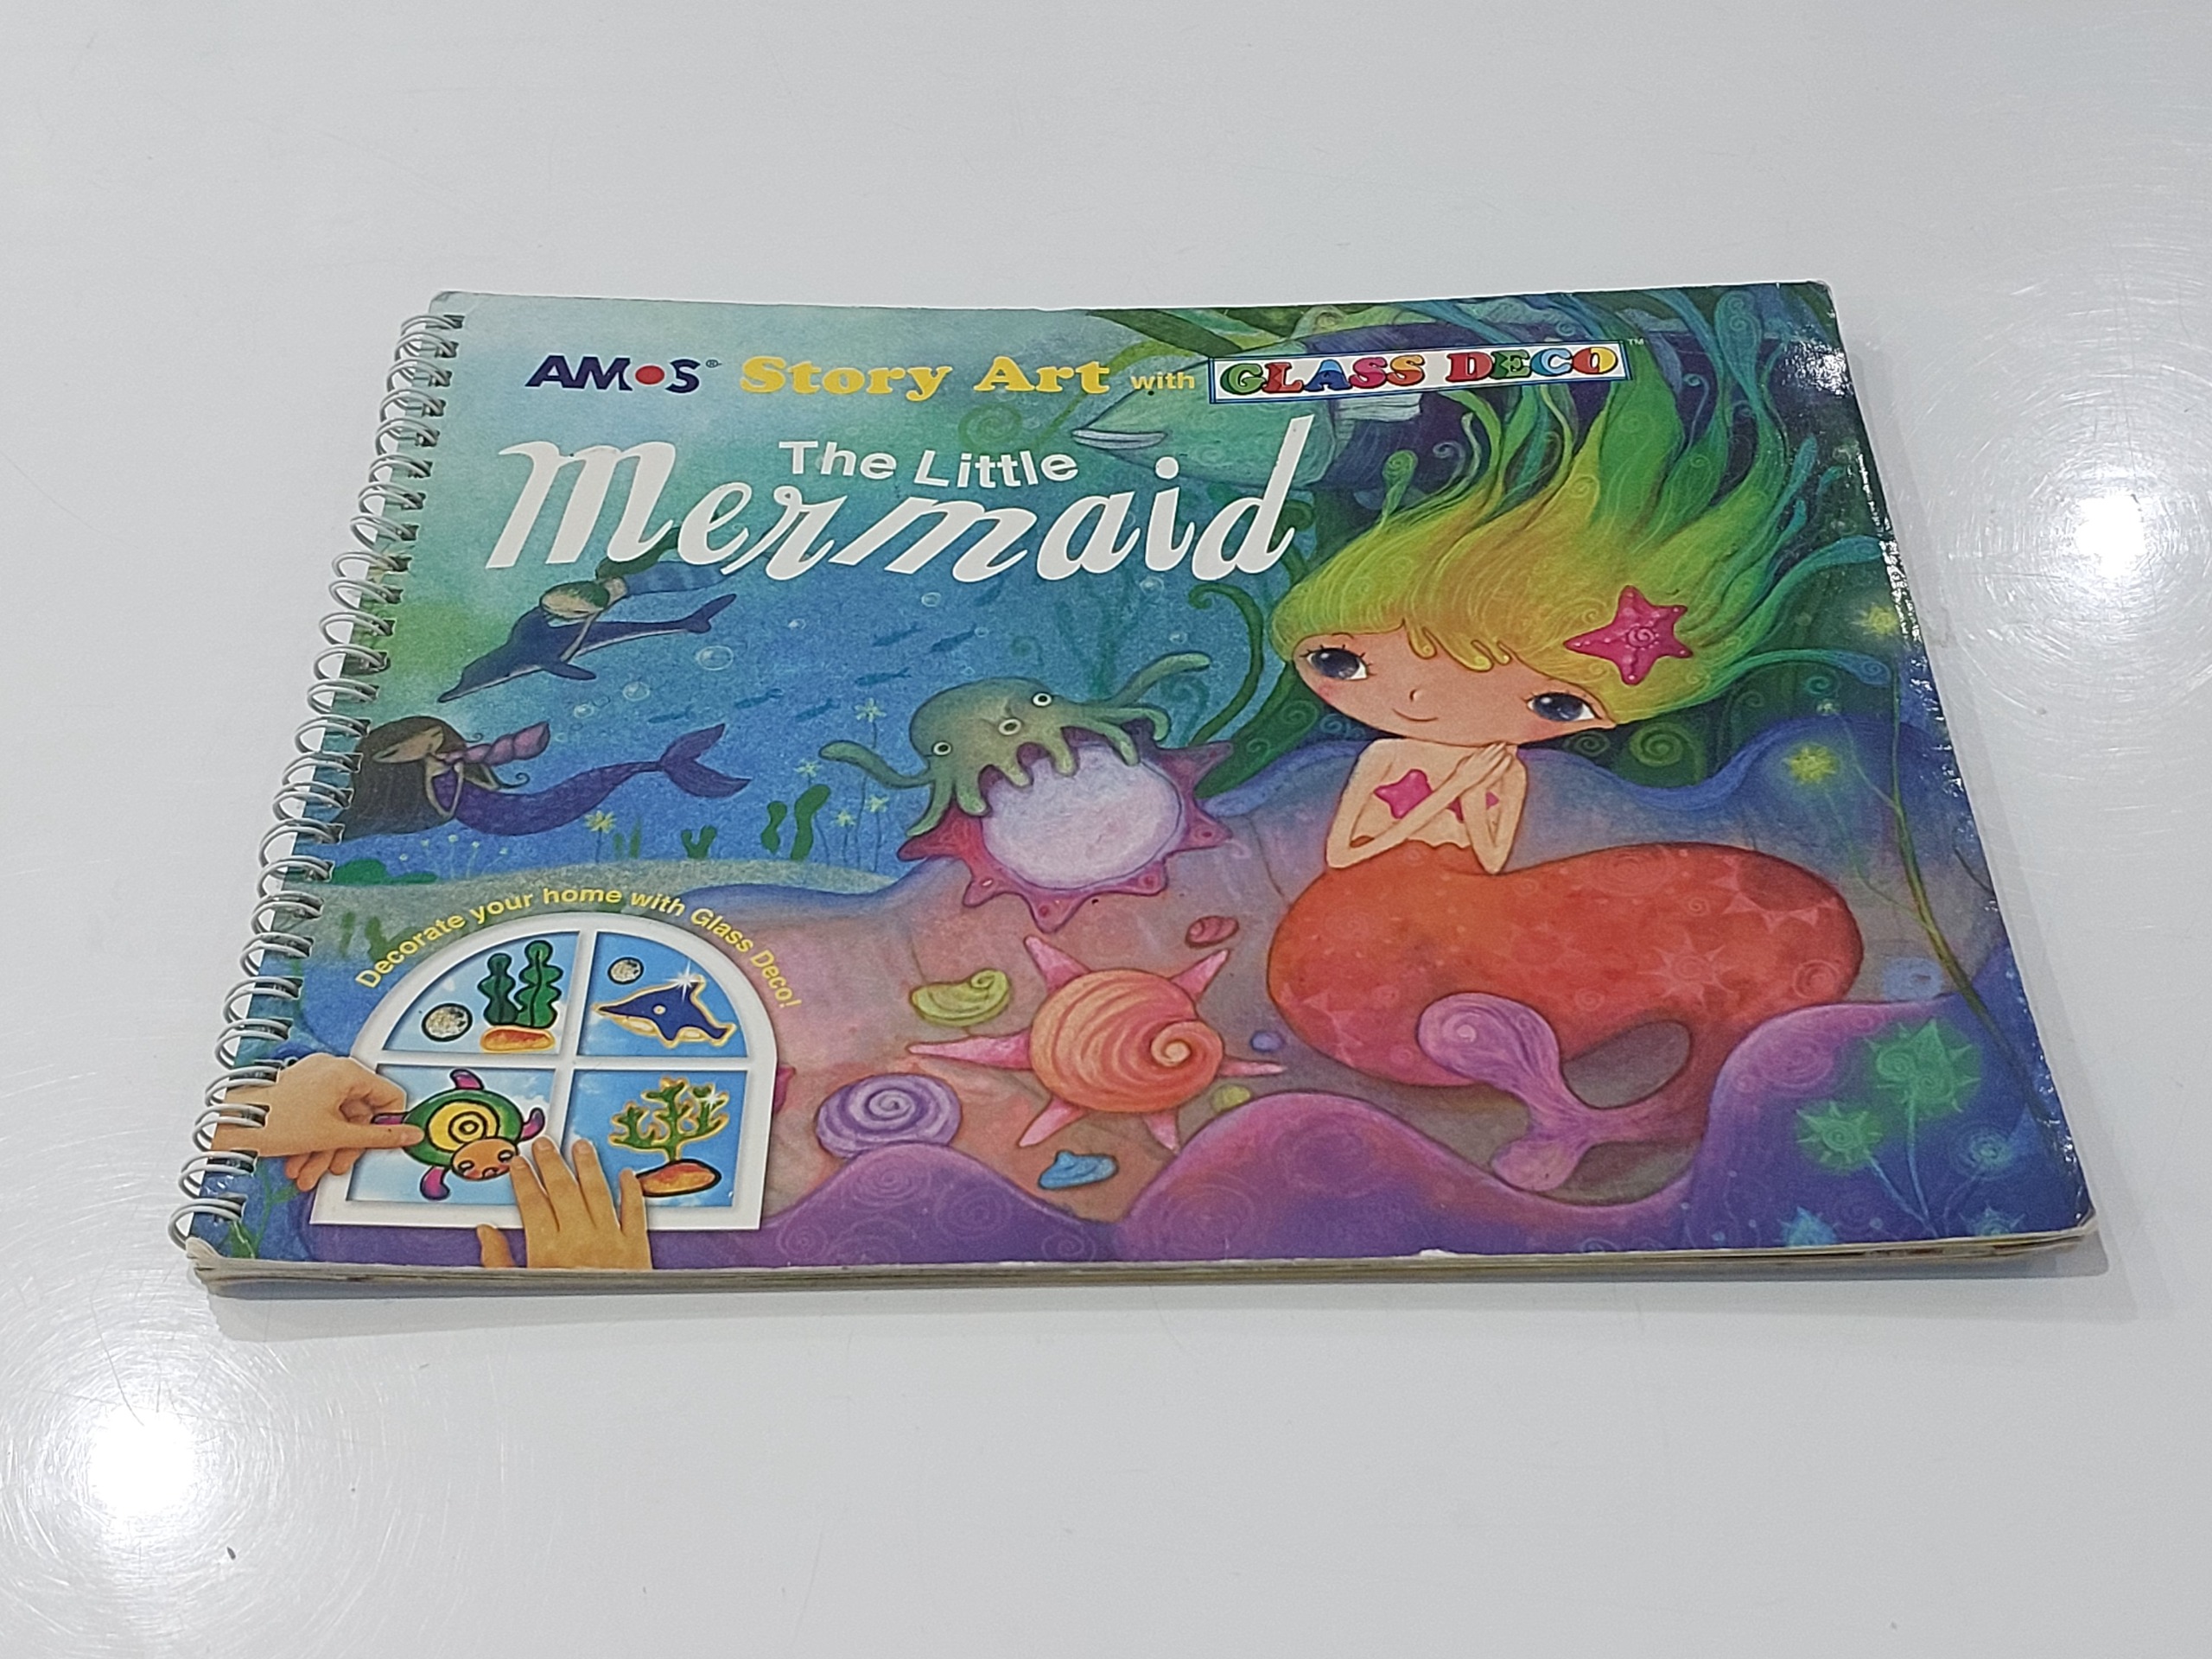 AMOS® Story Art with GLASS DECO™
The Little
Mermaid
Decorate your home with Glass Deco!